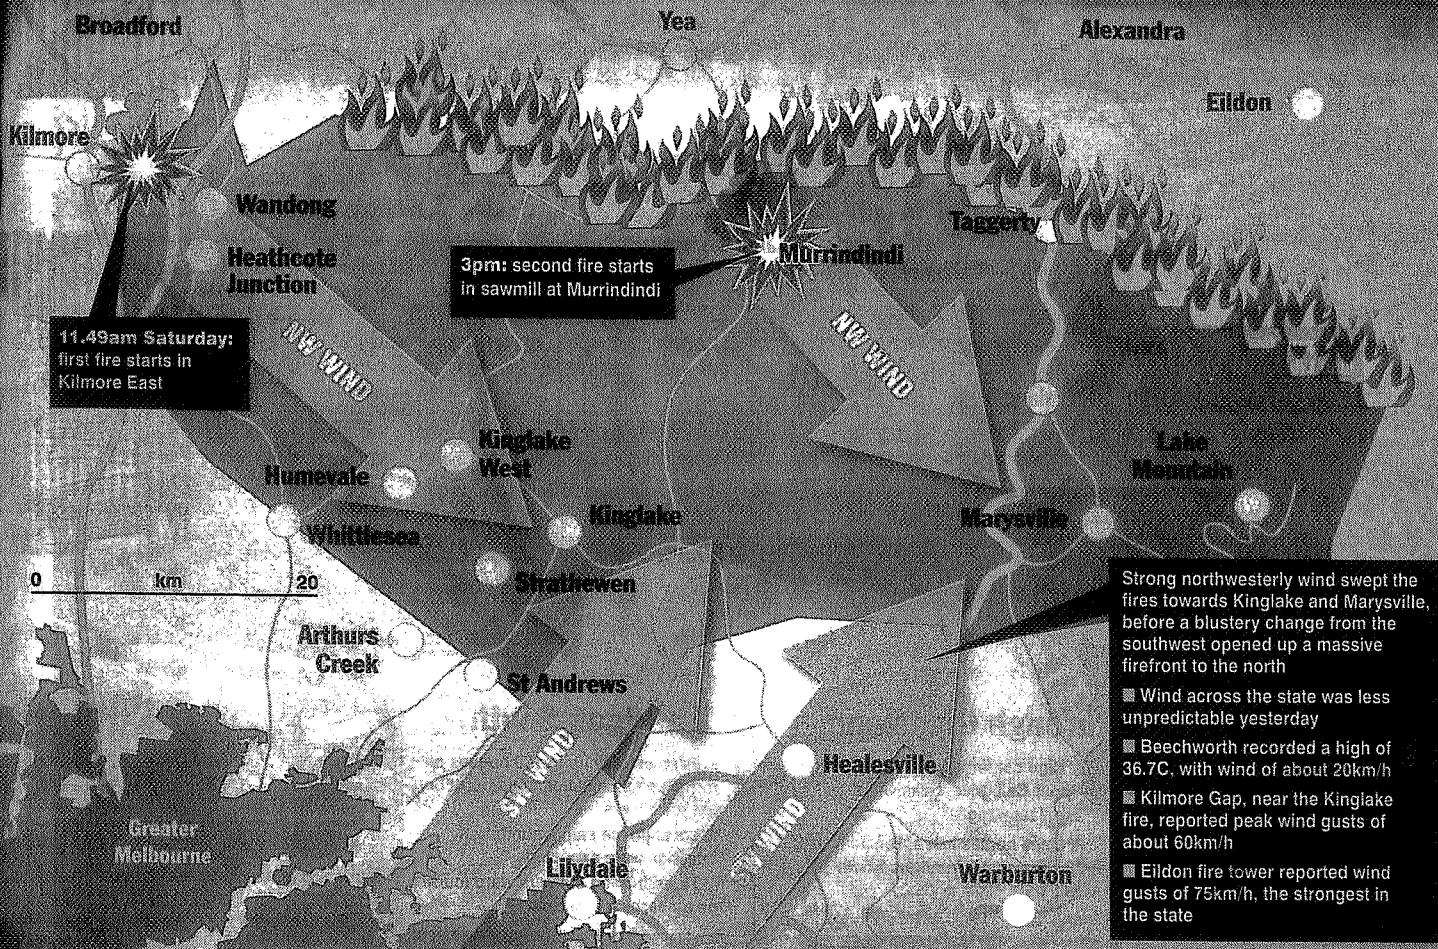 Broadford
Yea
Alexandra
Eildon
Kilmore
Wandong
Taggerty
Heathcote
Junction
3pm: second fire starts
in sawmill at Murrindindi
Murrindindi
11.49am Saturday:
first fire starts in
Kilmore East
NW WIND
NW WIND
Kinglake
West
Lake
Mountain
Humevale
Kinglake
Marysville
Whittlesea
0 km 20
Strathewen
Arthurs
Creek
St Andrews
SW WIND
Healesville
SW WIND
Greater
Melbourne
Lilydale
Warburton
Strong northwesterly wind swept the
fires towards Kinglake and Marysville,
before a blustery change from the
southwest opened up a massive
firefront to the north
■ Wind across the state was less
unpredictable yesterday
■ Beechworth recorded a high of
36.7C, with wind of about 20km/h
■ Kilmore Gap, near the Kinglake
fire, reported peak wind gusts of
about 60km/h
■ Eildon fire tower reported wind
gusts of 75km/h, the strongest in
the state